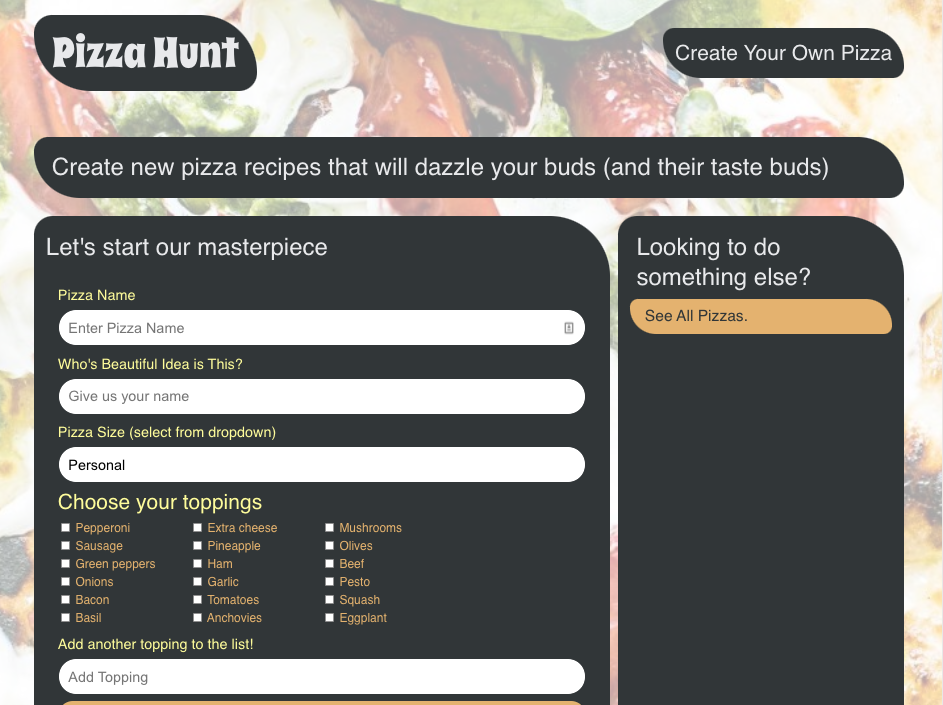 Pizza Hunt
Create Your Own Pizza
Create new pizza recipes that will dazzle your buds (and their taste buds)
Let's start our masterpiece
Pizza Name
Enter Pizza Name
Who's Beautiful Idea is This?
Give us your name
Pizza Size (select from dropdown)
Personal
Choose your toppings
Pepperoni Extra cheese Mushrooms
Sausage Pineapple Olives
Green peppers Ham Beef
Onions Garlic Pesto
Bacon Tomatoes Squash
Basil Anchovies Eggplant
Add another topping to the list!
Add Topping
Looking to do
something else?
See All Pizzas.